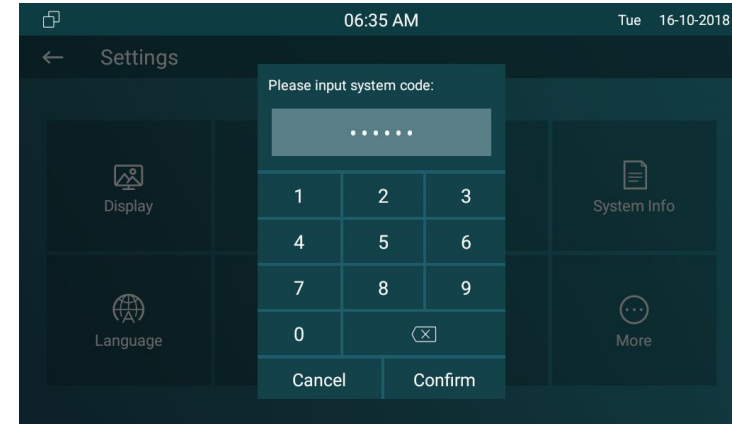 06:35 AM
Tue 16-10-2018
Settings
Please input system code:
••••••
1 2 3
4 5 6
7 8 9
0
Cancel Confirm
Display
System Info
Language
More